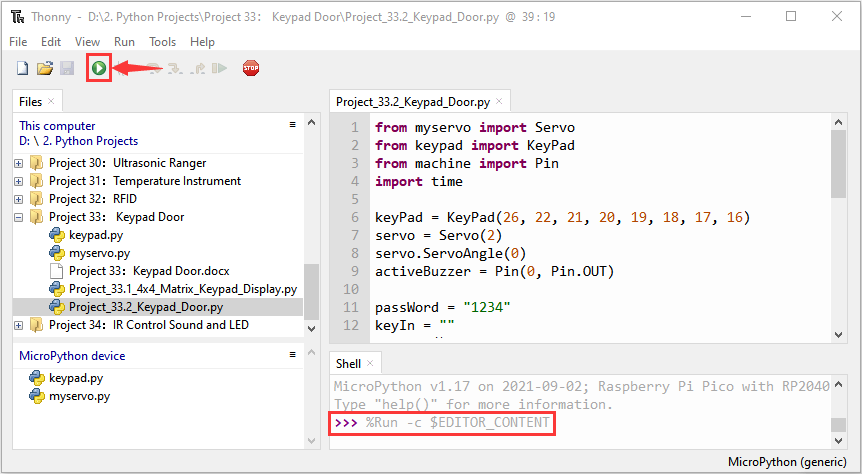 Thonny - D:\2. Python Projects\Project 33： Keypad Door\Project_33.2_Keypad_Door.py @ 39:19
File Edit View Run Tools Help
STOP
Files
This computer
D: \ 2. Python Projects
Project 30: Ultrasonic Ranger
Project 31: Temperature Instrument
Project 32: RFID
Project 33： Keypad Door
keypad.py
myservo.py
Project 33： Keypad Door.docx
Project_33.1_4x4_Matrix_Keypad_Display.py
Project_33.2_Keypad_Door.py
Project 34: IR Control Sound and LED
MicroPython device
keypad.py
myservo.py
Project_33.2_Keypad_Door.py
1 from myservo import Servo
2 from keypad import KeyPad
3 from machine import Pin
4 import time
5
6 keyPad = KeyPad(26, 22, 21, 20, 19, 18, 17, 16)
7 servo = Servo(2)
8 servo.ServoAngle(0)
9 activeBuzzer = Pin(0, Pin.OUT)
10
11 passWord = "1234"
12 keyIn = ""
Shell
MicroPython v1.17 on 2021-09-02; Raspberry Pi Pico with RP2040
Type "help()" for more information.
>>> %Run -c $EDITOR_CONTENT
MicroPython (generic)